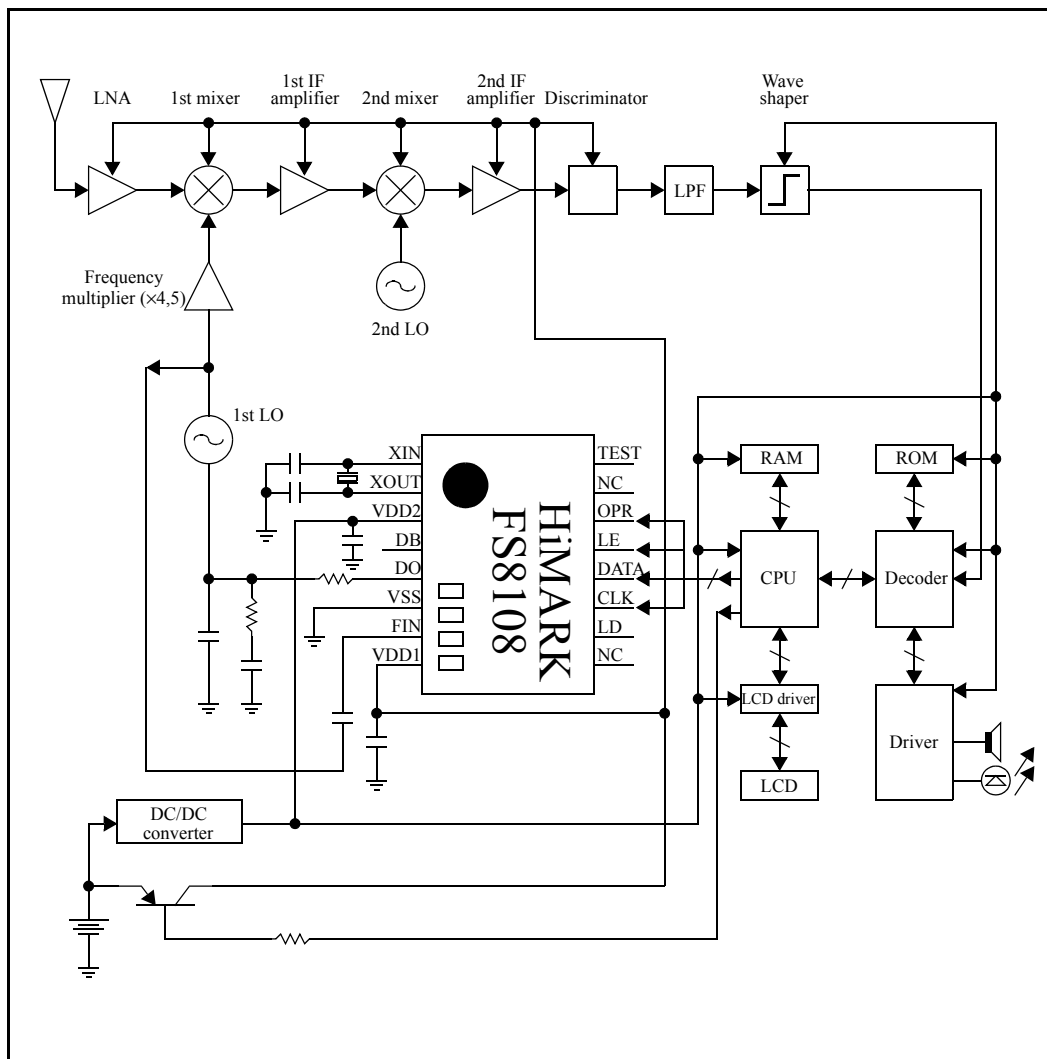 LNA
1st mixer
1st IF
amplifier
2nd mixer
2nd IF
amplifier
Discriminator
Wave
shaper
LPF
Frequency
multiplier (×4,5)
2nd LO
1st LO
XIN
XOUT
VDD2
DB
DO
VSS
FIN
VDD1
HiMARK
FS8108
TEST
NC
OPR
LE
DATA
CLK
LD
NC
RAM
ROM
CPU
Decoder
LCD driver
Driver
LCD
DC/DC
converter